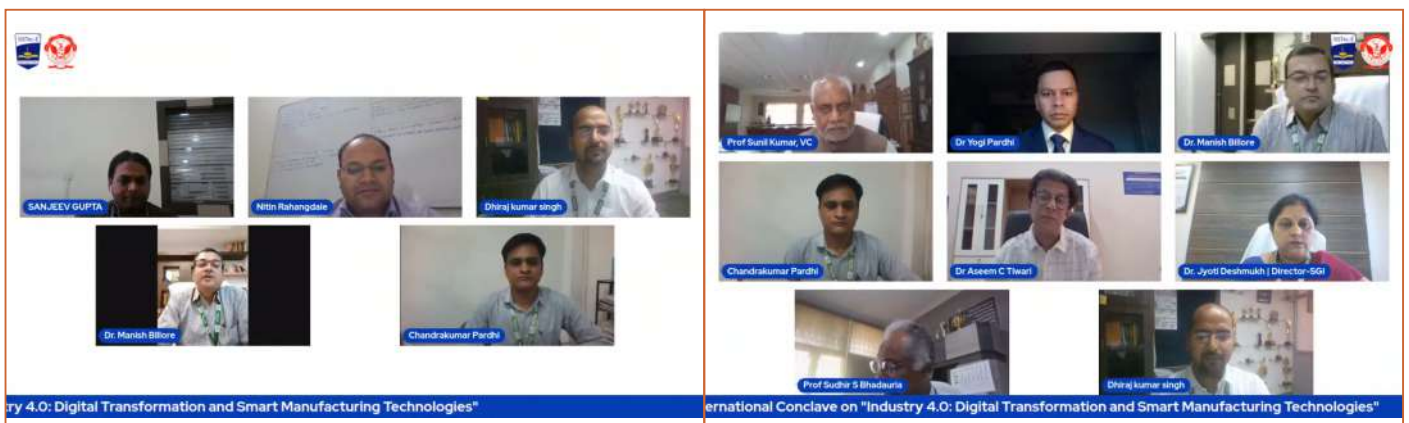 SANJEEV GUPTA
Nitin Rahangdale
Dhiraj kumar singh
Dr. Manish Billore
Chandrakumar Pardhi
try 4.0: Digital Transformation and Smart Manufacturing Technologies"
Prof Sunil Kumar, VC
Dr Yogi Pardhi
Dr. Manish Billore
Chandrakumar Pardhi
Dr Aseem C Tiwari
Dr. Jyoti Deshmukh | Director-SGI
Prof Sudhir S Bhadauria
Dhiraj kumar singh
ernational Conclave on "Industry 4.0: Digital Transformation and Smart Manufacturing Technologies"